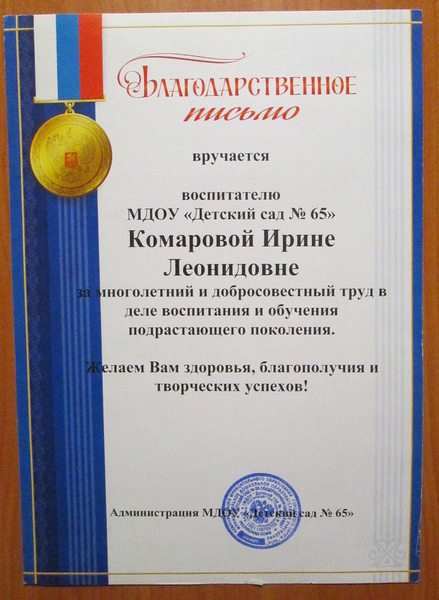 Благодарственное
письмо
вручается
воспитателю
МДОУ «Детский сад № 65»
Комаровой Ирине
Леонидовне
за многолетний и добросовестный труд в
деле воспитания и обучения
подрастающего поколения.
Желаем Вам здоровья, благополучия и
творческих успехов!
Администрация МДОУ «Детский сад № 65»